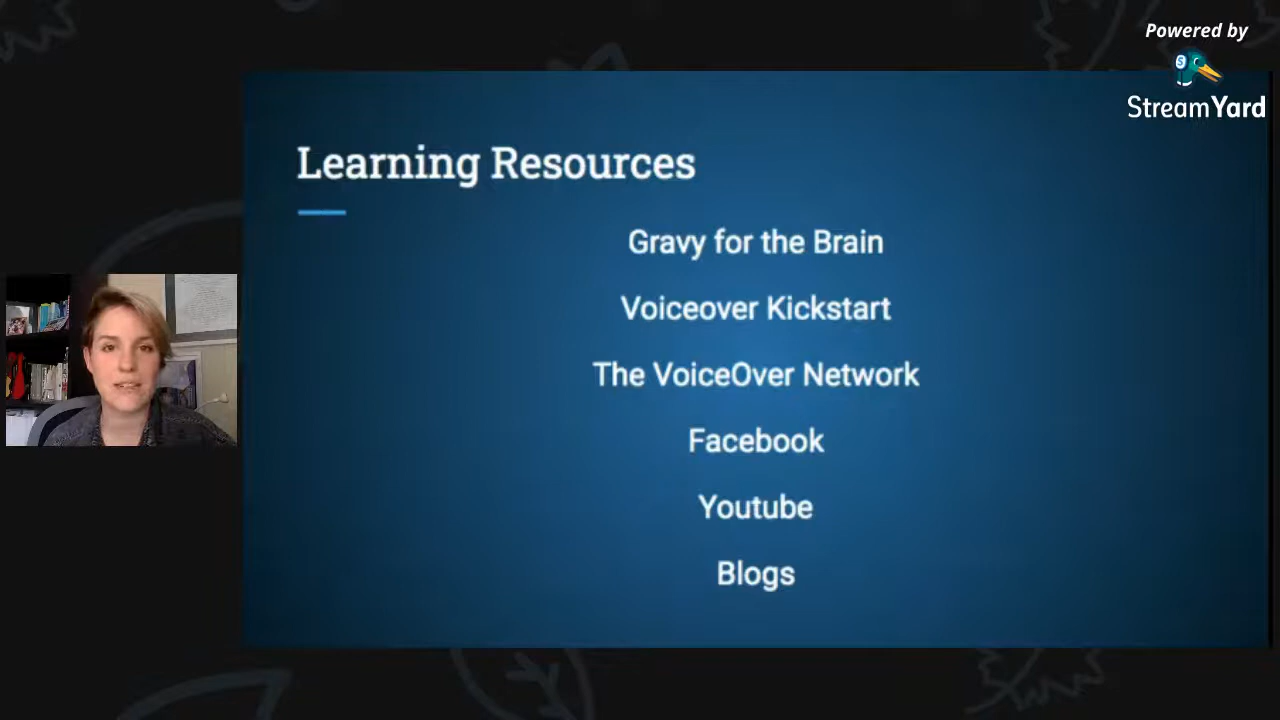 Powered by
StreamYard
Learning Resources
Gravy for the Brain
Voiceover Kickstart
The VoiceOver Network
Facebook
Youtube
Blogs